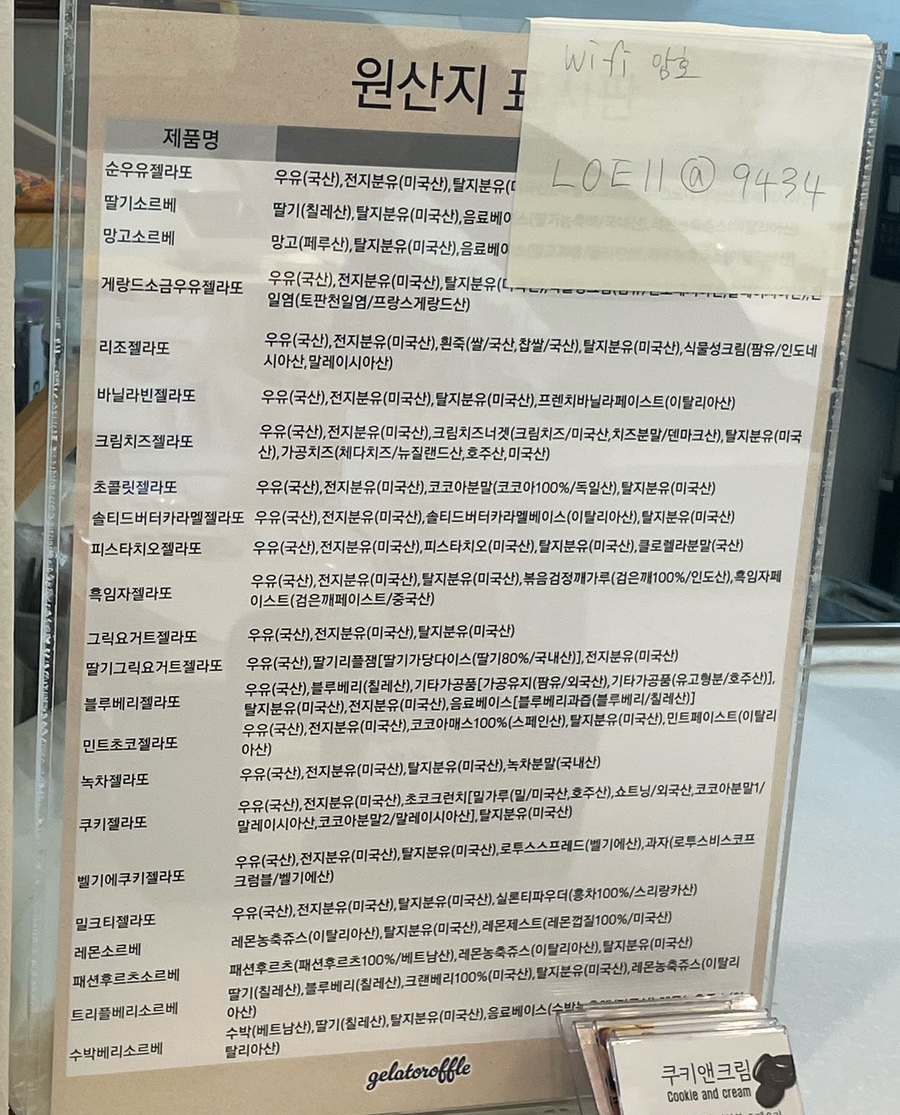 Wifi 암호
LOE11@9434
원산지
제품명
순우유젤라또 우유(국산),전지분유(미국산),탈지분유(
딸기소르베 딸기(칠레산),탈지분유(미국산),음료베이
망고소르베 망고(페루산),탈지분유(미국산),음료베이
게랑드소금우유젤라또 우유(국산),전지분유(미국산),탈지분유(
일염(토판천일염/프랑스게랑드산)
리조젤라또 우유(국산),전지분유(미국산),흰죽(쌀/국산,찹쌀/국산),탈지분유(미국산),식물성크림(팜유/인도네
시아산,말레이시아산)
바닐라빈젤라또 우유(국산),전지분유(미국산),탈지분유(미국산),프렌치바닐라페이스트(이탈리아산)
크림치즈젤라또 우유(국산),전지분유(미국산),크림치즈너겟(크림치즈/미국산,치즈분말/덴마크산),탈지분유(미국
산),가공치즈(체다치즈/뉴질랜드산,호주산,미국산)
초콜릿젤라또 우유(국산),전지분유(미국산),코코아분말(코코아100%/독일산),탈지분유(미국산)
솔티드버터카라멜젤라또 우유(국산),전지분유(미국산),솔티드버터카라멜베이스(이탈리아산),탈지분유(미국산)
피스타치오젤라또 우유(국산),전지분유(미국산),피스타치오(미국산),탈지분유(미국산),클로렐라분말(국산)
흑임자젤라또 우유(국산),전지분유(미국산),탈지분유(미국산),볶음검정깨가루(검은깨100%/인도산),흑임자페
이스트(검은깨페이스트/중국산)
그릭요거트젤라또 우유(국산),전지분유(미국산),탈지분유(미국산)
딸기그릭요거트젤라또 우유(국산),딸기리플잼[딸기가당다이스(딸기80%/국내산)],전지분유(미국산)
블루베리젤라또 우유(국산),블루베리(칠레산),기타가공품[가공유지(팜유/외국산),기타가공품(유고형분/호주산)],
탈지분유(미국산),전지분유(미국산),음료베이스[블루베리과즙(블루베리/칠레산)]
민트초코젤라또 우유(국산),전지분유(미국산),코코아매스100%(스페인산),탈지분유(미국산),민트페이스트(이탈리
아산)
녹차젤라또 우유(국산),전지분유(미국산),탈지분유(미국산),녹차분말(국내산)
쿠키젤라또 우유(국산),전지분유(미국산),초코크런치[밀가루(밀/미국산,호주산),쇼트닝/외국산,코코아분말1/
말레이시아산,코코아분말2/말레이시아산],탈지분유(미국산)
벨기에쿠키젤라또 우유(국산),전지분유(미국산),탈지분유(미국산),로투스스프레드(벨기에산),과자(로투스비스코프
크럼블/벨기에산)
밀크티젤라또 우유(국산),전지분유(미국산),탈지분유(미국산),실론티파우더(홍차100%/스리랑카산)
레몬소르베 레몬농축쥬스(이탈리아산),탈지분유(미국산),레몬제스트(레몬껍질100%/미국산)
패션후르츠소르베 패션후르츠(패션후르츠100%/베트남산),레몬농축쥬스(이탈리아산),탈지분유(미국산)
트리플베리소르베 딸기(칠레산),블루베리(칠레산),크랜베리100%(미국산),탈지분유(미국산),레몬농축쥬스(이탈리
아산)
수박베리소르베 수박(베트남산),딸기(칠레산),탈지분유(미국산),음료베이스(수박
탈리아산)
gelatoroffle
쿠키앤크림
Cookie and cream